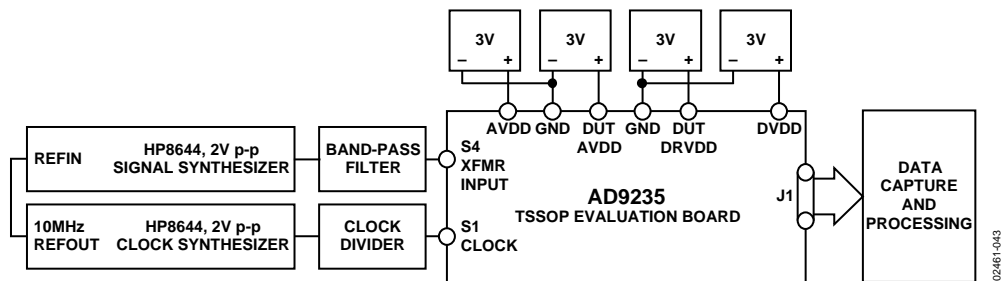 3V
3V
3V
3V
– +
– +
– +
– +
AVDD GND DUT AVDD GND DUT DRVDD DVDD
REFIN
HP8644, 2V p-p
SIGNAL SYNTHESIZER
BAND-PASS
FILTER
S4
XFMR
INPUT
10MHz
REFOUT
HP8644, 2V p-p
CLOCK SYNTHESIZER
CLOCK
DIVIDER
S1
CLOCK
AD9235
TSSOP EVALUATION BOARD
J1
DATA
CAPTURE
AND
PROCESSING
02461-043